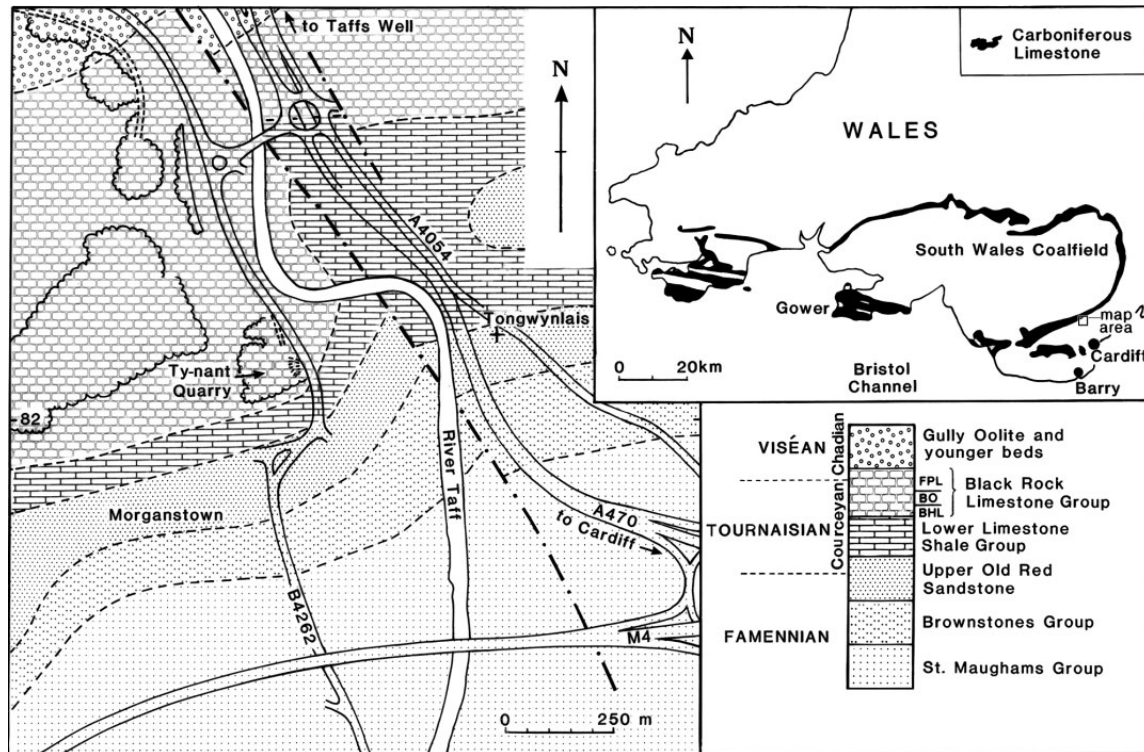 to Taffs Well
N
A4054
Tongwynlais
Ty-nant
Quarry
82
River Taff
Morganstown
A470
to Cardiff
B4262
M4
0 250 m
N
Carboniferous
Limestone
WALES
South Wales Coalfield
Gower
map
area
Cardiff
Barry
0 20km
Bristol
Channel
VISÉAN
TOURNAISIAN
FAMENNIAN
Courceyan Chadian
FPL
BO
BHL
Gully Oolite and
younger beds
Black Rock
Limestone Group
Lower Limestone
Shale Group
Upper Old Red
Sandstone
Brownstones Group
St. Maughams Group